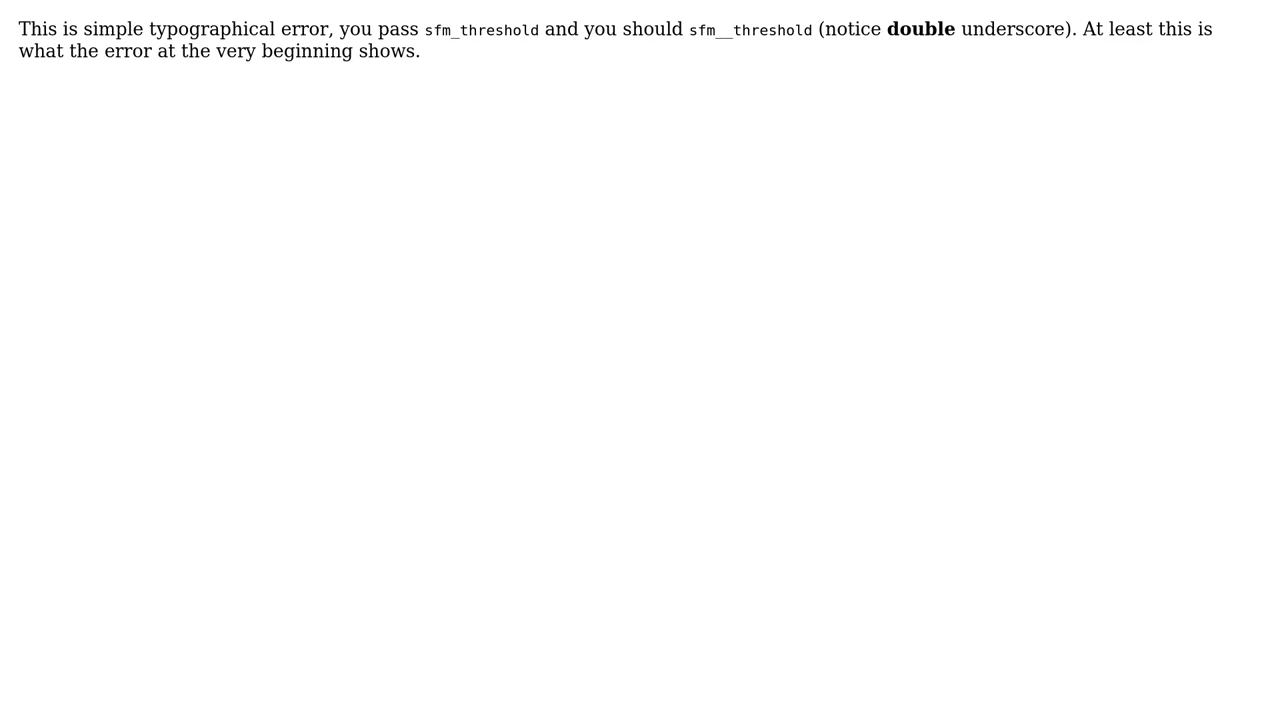 This is simple typographical error, you pass sfm_threshold and you should sfm__threshold (notice double underscore). At least this is
what the error at the very beginning shows.